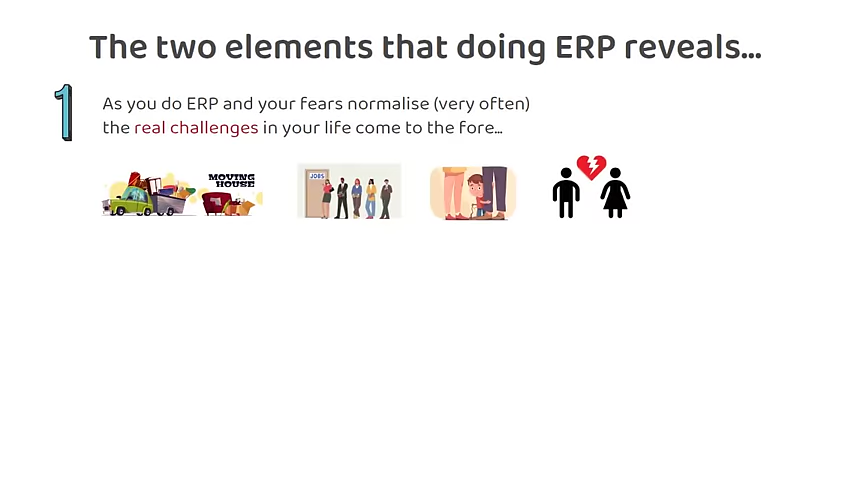 The two elements that doing ERP reveals...
1
As you do ERP and your fears normalise (very often)
the real challenges in your life come to the fore...
MOVING
HOUSE
JOBS